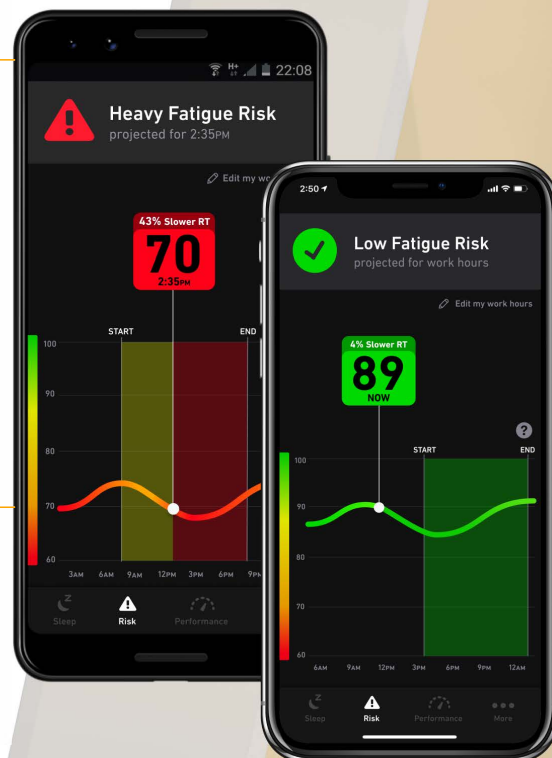 H+
22:08
Heavy Fatigue Risk
projected for 2:35PM
Edit my wo
43% Slower RT
70
2:35PM
START
END
100
90
80
70
60
3AM 6AM 9AM 12PM 3PM 6PM 9PM
Sleep
Risk
Performance
2:50
Low Fatigue Risk
projected for work hours
Edit my work hours
4% Slower RT
89
NOW
?
START
END
100
90
80
70
60
6AM 9AM 12PM 3PM 6PM 9PM 12AM
Sleep
Risk
Performance
More